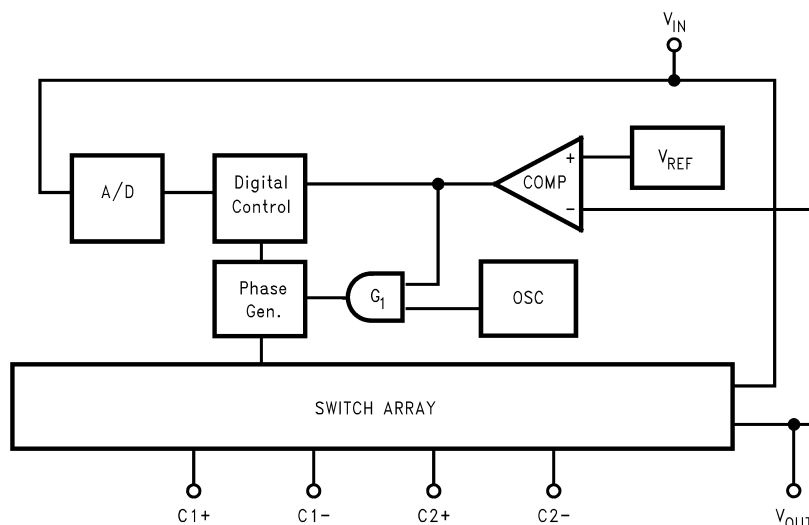 VIN
A/D
Digital
Control
+
COMP
−
VREF
Phase
Gen.
G1
OSC
SWITCH ARRAY
C1+
C1-
C2+
C2-
VOUT